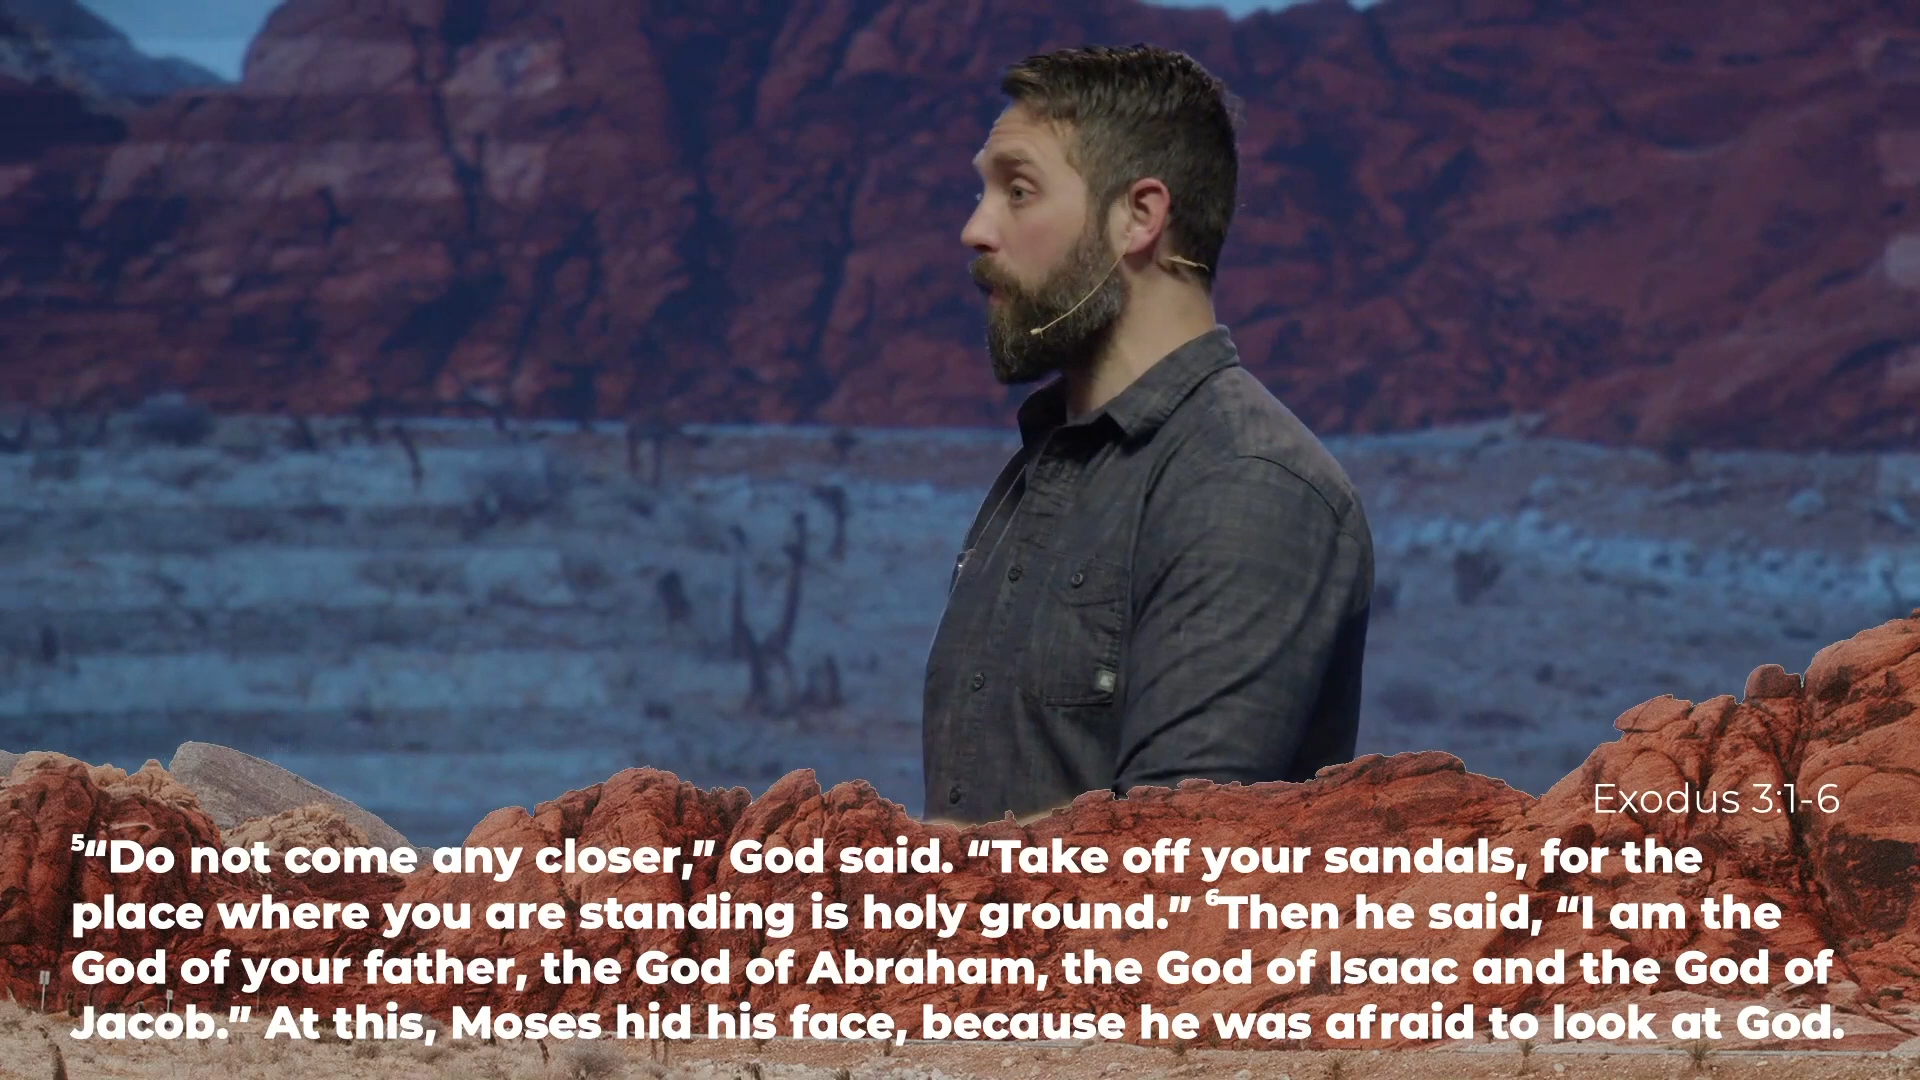 Exodus 3:1-6
⁵“Do not come any closer,” God said. “Take off your sandals, for the
place where you are standing is holy ground.” ⁶Then he said, “I am the
God of your father, the God of Abraham, the God of Isaac and the God of
Jacob.” At this, Moses hid his face, because he was afraid to look at God.